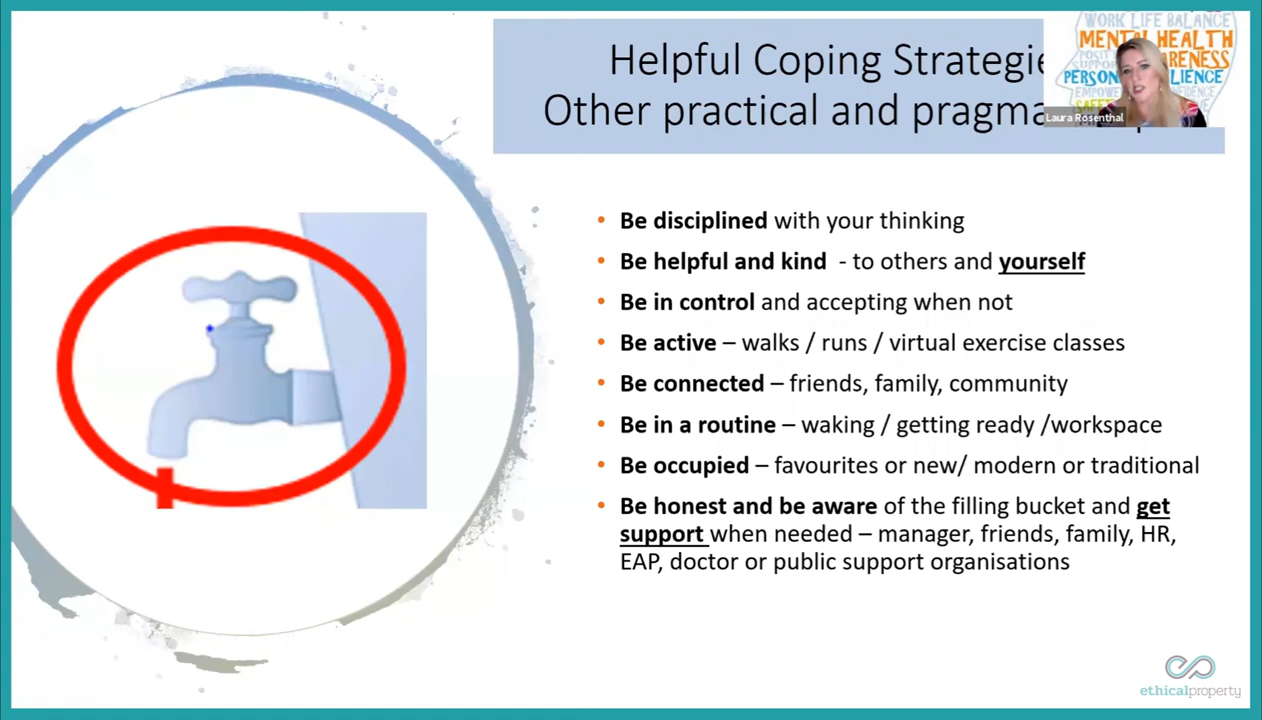 Helpful Coping Strategie
Other practical and pragma
WORK LIFE BALANCE
MENTAL HEALTH
Laura Rosenthal
• Be disciplined with your thinking
• Be helpful and kind - to others and yourself
• Be in control and accepting when not
• Be active – walks / runs / virtual exercise classes
• Be connected – friends, family, community
• Be in a routine – waking / getting ready /workspace
• Be occupied – favourites or new/ modern or traditional
• Be honest and be aware of the filling bucket and get
support when needed – manager, friends, family, HR,
EAP, doctor or public support organisations
ethicalproperty